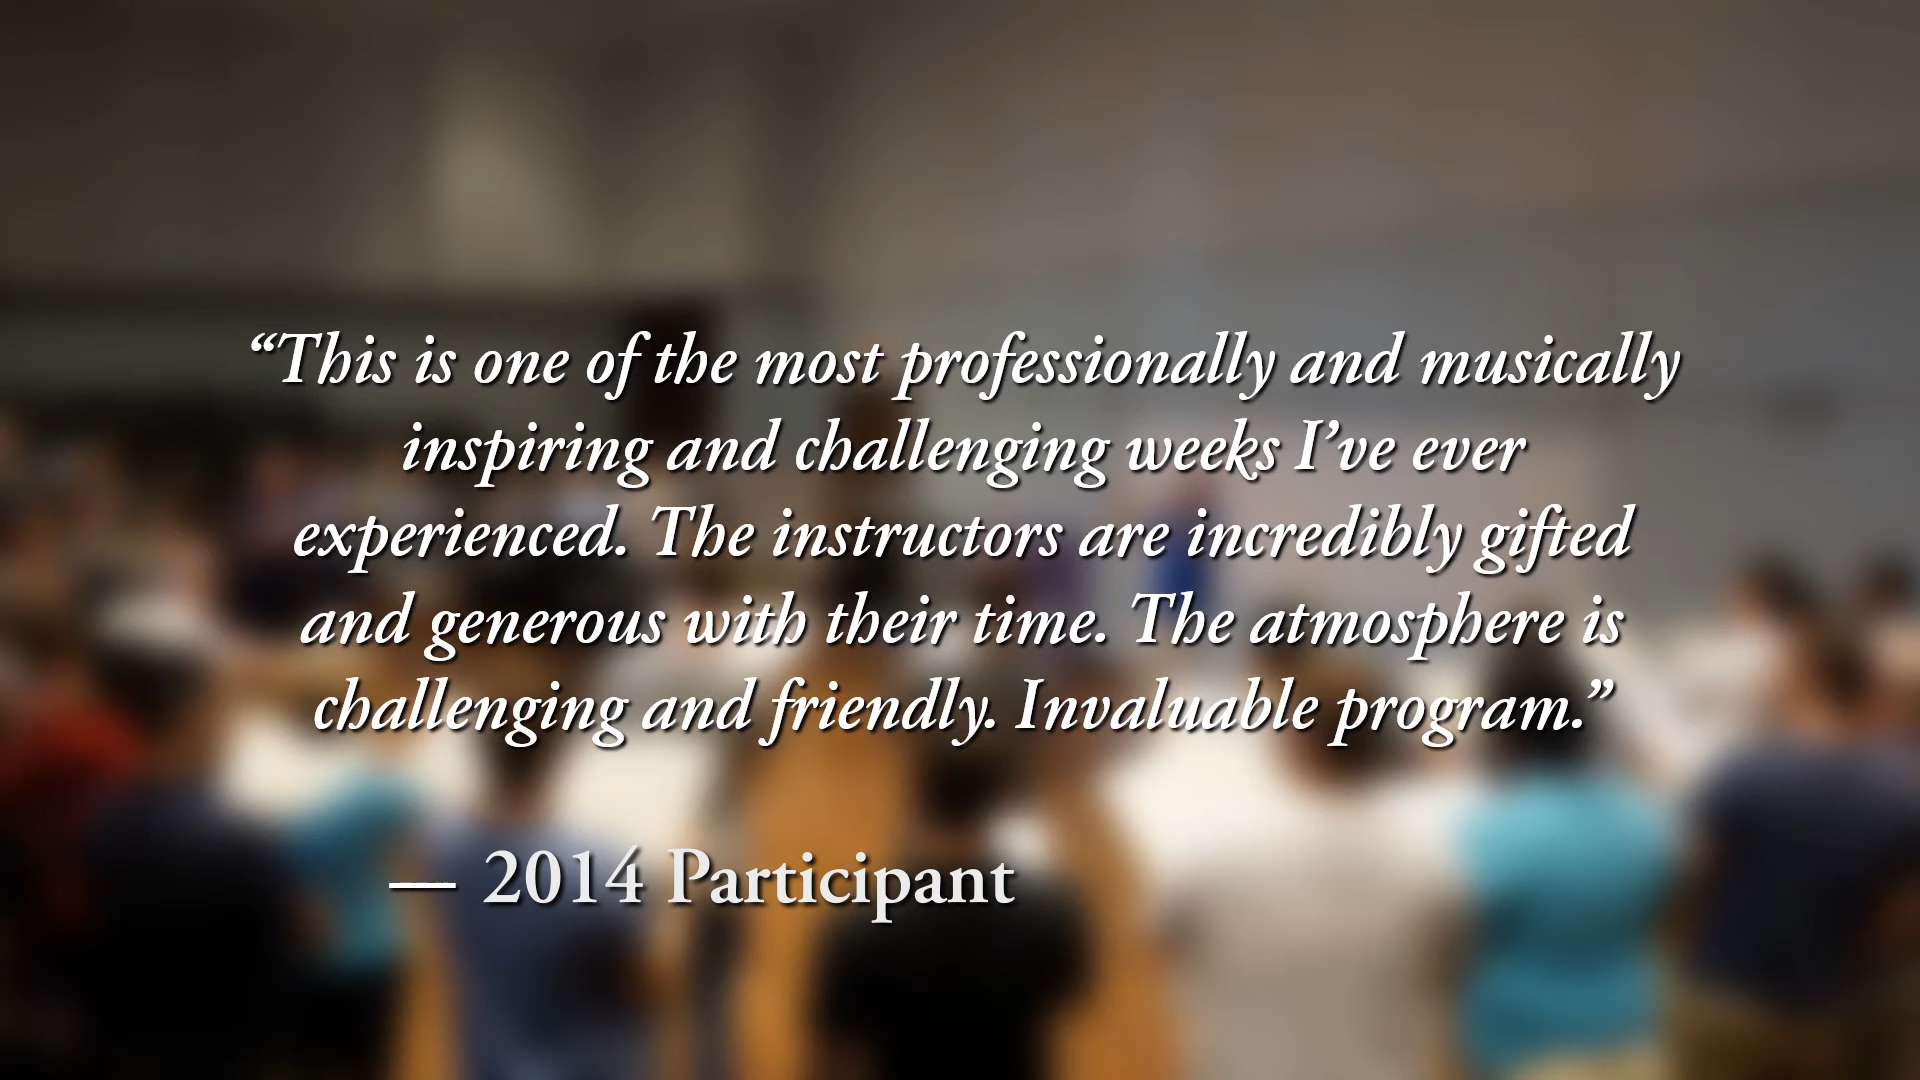 “This is one of the most professionally and musically
inspiring and challenging weeks I’ve ever
experienced. The instructors are incredibly gifted
and generous with their time. The atmosphere is
challenging and friendly. Invaluable program.”
— 2014 Participant